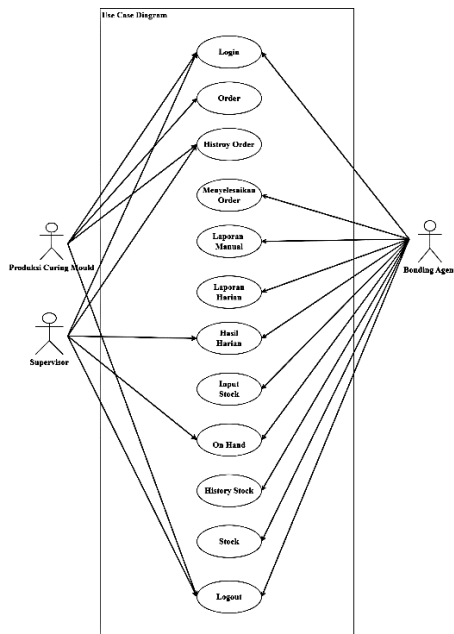 Use Case Diagram
Login
Order
Histroy Order
Menyelesaikan
Order
Laporan
Manual
Produksi Curing Mould
Bonding Agen
Laporan
Harian
Hasil
Harian
Supervisor
Input
Stock
On Hand
History Stock
Stock
Logout